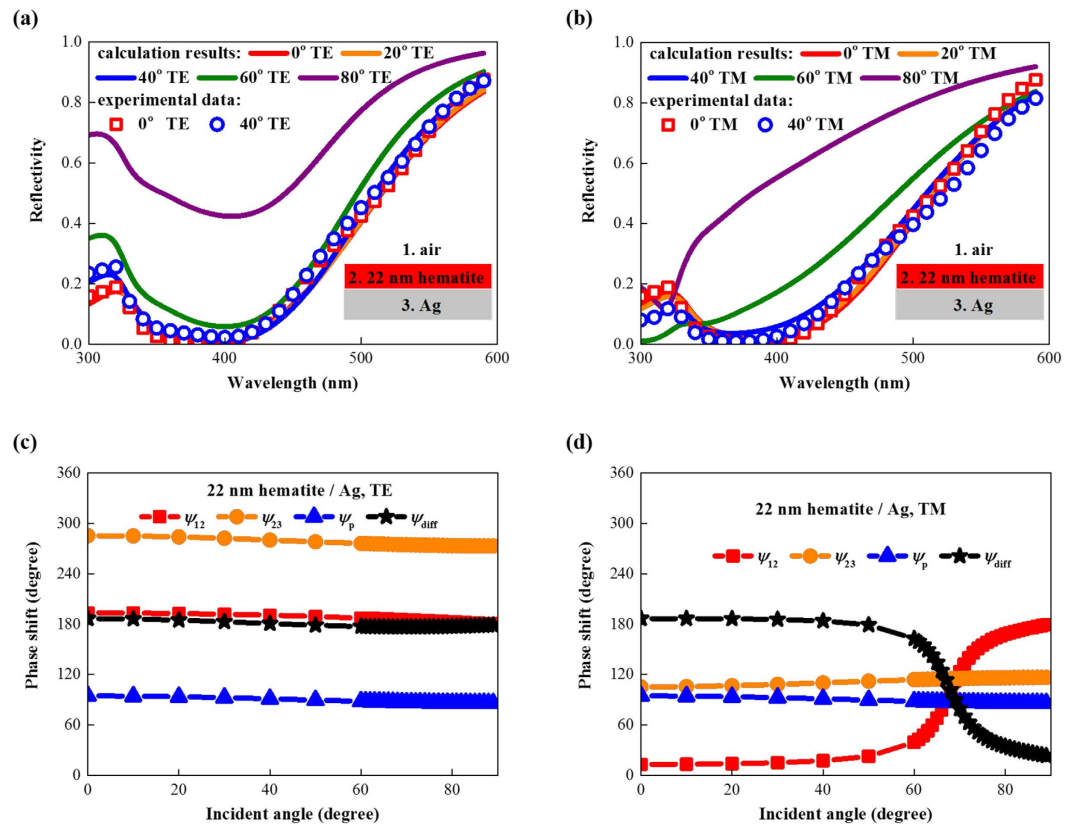 (a)
calculation results: 0° TE 20° TE
40° TE 60° TE 80° TE
experimental data:
0° TE 40° TE
1. air
2. 22 nm hematite
3. Ag
Reflectivity
1.0
0.8
0.6
0.4
0.2
0.0
300 400 500 600
Wavelength (nm)
(b)
calculation results: 0° TM 20° TM
40° TM 60° TM 80° TM
experimental data:
0° TM 40° TM
1. air
2. 22 nm hematite
3. Ag
Reflectivity
1.0
0.8
0.6
0.4
0.2
0.0
300 400 500 600
Wavelength (nm)
(c)
22 nm hematite / Ag, TE
ψ12 ψ23 ψp ψdiff
Phase shift (degree)
360
300
240
180
120
60
0
0 20 40 60 80
Incident angle (degree)
(d)
22 nm hematite / Ag, TM
ψ12 ψ23 ψp ψdiff
Phase shift (degree)
360
300
240
180
120
60
0
0 20 40 60 80
Incident angle (degree)